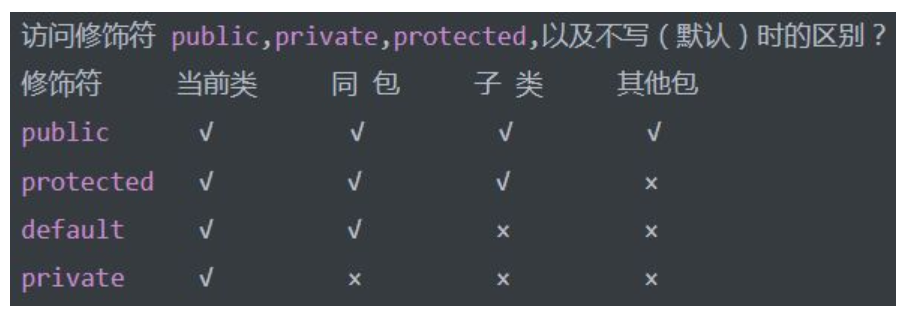 访问修饰符 public,private,protected,以及不写(默认)时的区别?
修饰符 当前类 同 包 子 类 其他包
public √ √ √ √
protected √ √ √ ×
default √ √ × ×
private √ × × ×